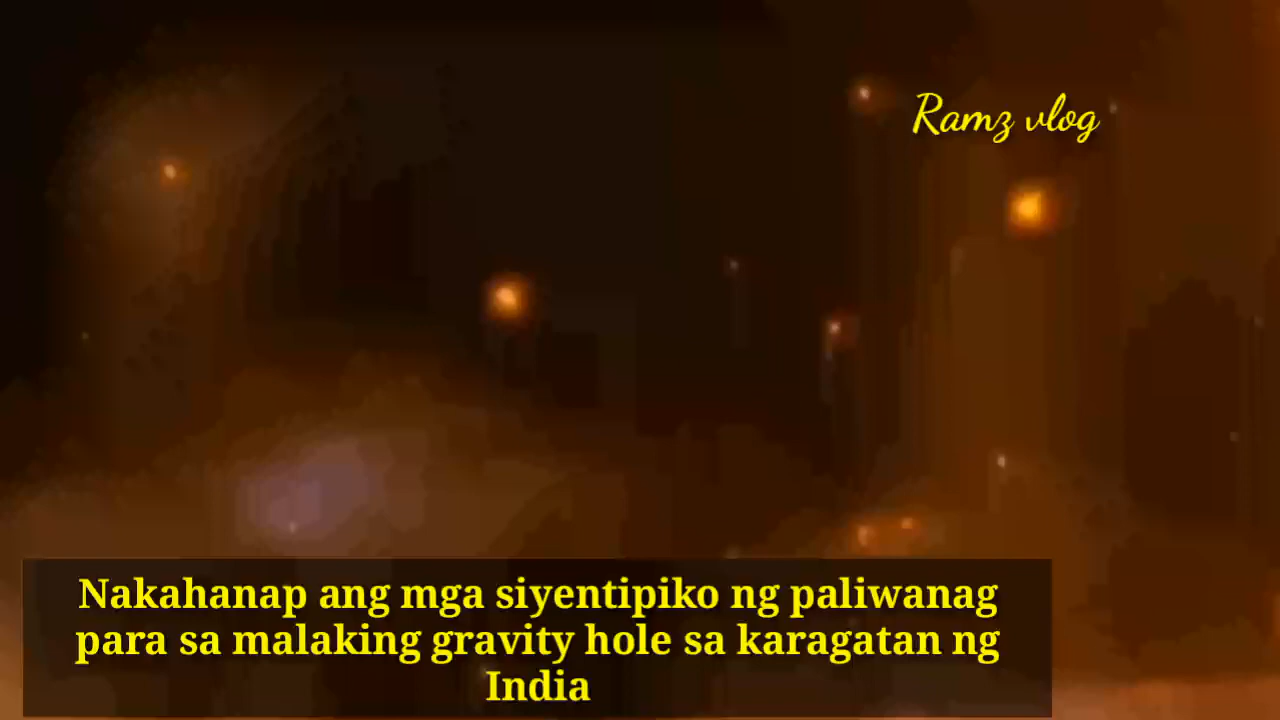 Ramz vlog
Nakahanap ang mga siyentipiko ng paliwanag
para sa malaking gravity hole sa karagatan ng
India